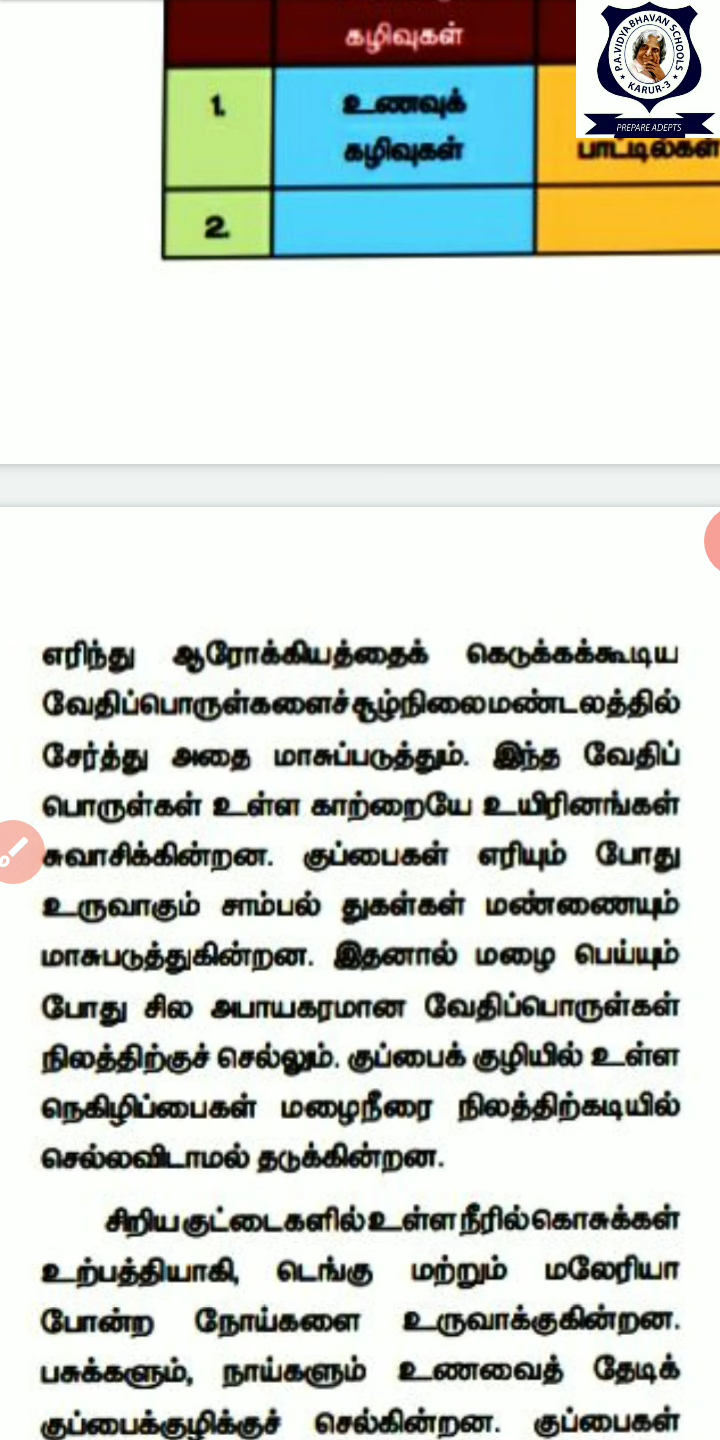 கழிவுகள்
P.A.VIDYABHAVAN SCHOOLS
KARUR-3
PREPARE ADEPTS
1. உணவுக்
கழிவுகள் பாட்டில்கள்
2.
எரிந்து ஆரோக்கியத்தைக் கெடுக்கக்கூடிய
வேதிப்பொருள்களைச் சூழ்நிலை மண்டலத்தில்
சேர்த்து அதை மாசுப்படுத்தும். இந்த வேதிப்
பொருள்கள் உள்ள காற்றையே உயிரினங்கள்
சுவாசிக்கின்றன. குப்பைகள் எரியும் போது
உருவாகும் சாம்பல் துகள்கள் மண்ணையும்
மாசுபடுத்துகின்றன. இதனால் மழை பெய்யும்
போது சில அபாயகரமான வேதிப்பொருள்கள்
நிலத்திற்குச் செல்லும். குப்பைக் குழியில் உள்ள
நெகிழிப்பைகள் மழைநீரை நிலத்திற்கடியில்
செல்லவிடாமல் தடுக்கின்றன.
சிறிய குட்டைகளில் உள்ள நீரில் கொசுக்கள்
உற்பத்தியாகி, டெங்கு மற்றும் மலேரியா
போன்ற நோய்களை உருவாக்குகின்றன.
பசுக்களும், நாய்களும் உணவைத் தேடிக்
குப்பைக்குழிக்குச் செல்கின்றன. குப்பைகள்